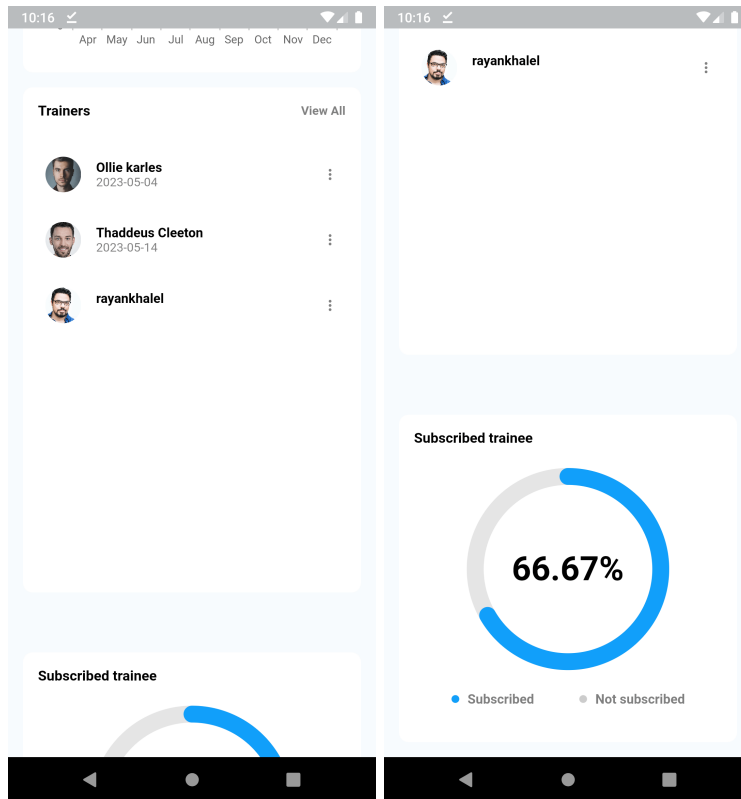 10:16
Apr May Jun Jul Aug Sep Oct Nov Dec
Trainers View All
Ollie karles
2023-05-04
Thaddeus Cleeton
2023-05-14
rayankhalel
Subscribed trainee
10:16
rayankhalel
Subscribed trainee
66.67%
Subscribed Not subscribed